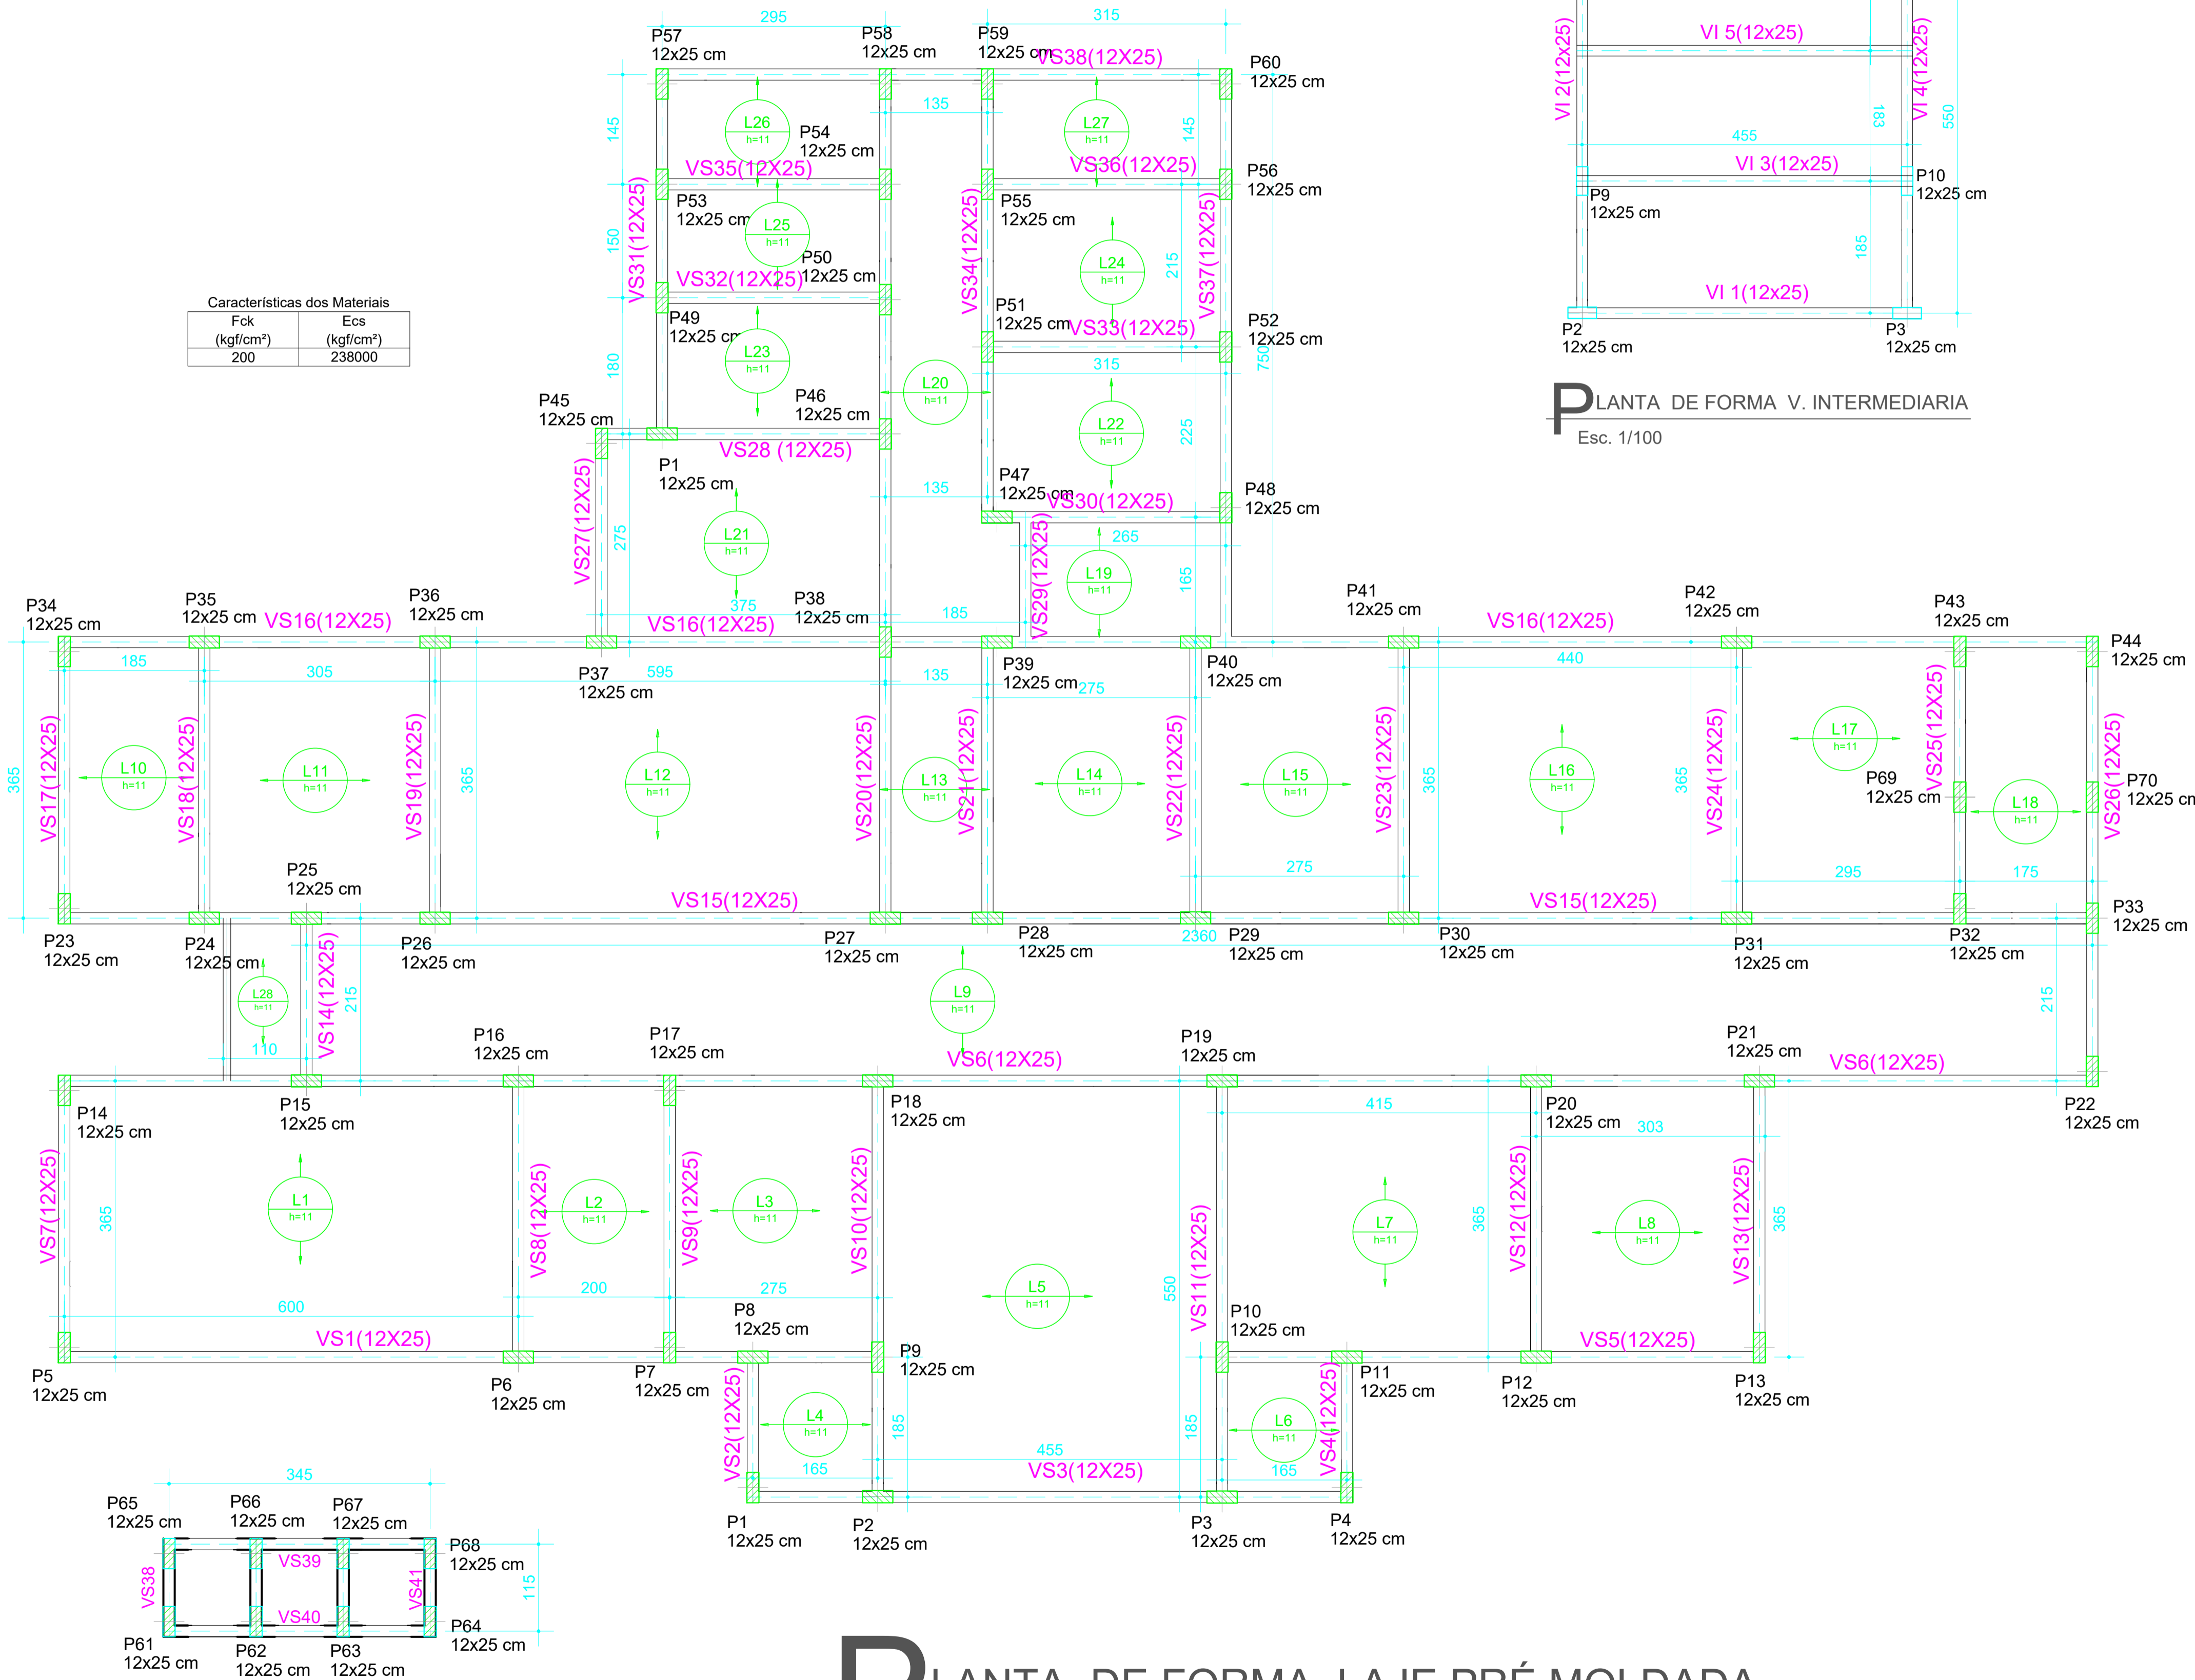 295
315
P57
12x25 cm
P58
12x25 cm
P59
12x25 cm
VS38(12X25)
P60
12x25 cm
135
145
145
L26
h=11
P54
12x25 cm
L27
h=11
VS35(12X25)
VS36(12X25)
P56
12x25 cm
P53
12x25 cm
P55
12x25 cm
VS31(12X25)
150
L25
h=11
P50
12x25 cm
VS34(12X25)
L24
h=11
215
VS37(12X25)
VS32(12X25)
P49
12x25 cm
P51
12x25 cm
VS33(12X25)
P52
12x25 cm
750
180
L23
h=11
315
L20
h=11
P45
12x25 cm
P46
12x25 cm
L22
h=11
225
VS28 (12X25)
P1
12x25 cm
P47
12x25 cm
VS30(12X25)
P48
12x25 cm
135
VS27(12X25)
275
L21
h=11
VS29(12X25)
265
L19
h=11
165
Características dos Materiais
Fck
(kgf/cm²)
Ecs
(kgf/cm²)
200
238000
VI 2(12x25)
VI 5(12x25)
VI 4(12x25)
183
550
455
VI 3(12x25)
P9
12x25 cm
P10
12x25 cm
185
VI 1(12x25)
P2
12x25 cm
P3
12x25 cm
PLANTA DE FORMA V. INTERMEDIARIA
Esc. 1/100
P34
12x25 cm
P35
12x25 cm
VS16(12X25)
P36
12x25 cm
375
P38
12x25 cm
VS16(12X25)
185
P41
12x25 cm
VS16(12X25)
P42
12x25 cm
P43
12x25 cm
P44
12x25 cm
185
305
P37
12x25 cm
595
135
P39
12x25 cm
275
P40
12x25 cm
440
365
VS17(12X25)
L10
h=11
VS18(12X25)
L11
h=11
VS19(12X25)
365
L12
h=11
VS20(12X25)
L13
h=11
VS21(12X25)
L14
h=11
VS22(12X25)
L15
h=11
VS23(12X25)
365
L16
h=11
365
VS24(12X25)
L17
h=11
VS25(12X25)
P69
12x25 cm
L18
h=11
VS26(12X25)
P70
12x25 cm
275
295
175
P25
12x25 cm
VS15(12X25)
VS15(12X25)
P23
12x25 cm
P24
12x25 cm
P26
12x25 cm
P27
12x25 cm
P28
12x25 cm
2360
P29
12x25 cm
P30
12x25 cm
P31
12x25 cm
P32
12x25 cm
P33
12x25 cm
L28
h=11
VS14(12X25)
215
110
L9
h=11
215
P16
12x25 cm
P17
12x25 cm
VS6(12X25)
P19
12x25 cm
P21
12x25 cm
VS6(12X25)
P14
12x25 cm
P15
12x25 cm
P18
12x25 cm
415
P20
12x25 cm
303
P22
12x25 cm
VS7(12X25)
365
L1
h=11
VS8(12X25)
L2
h=11
VS9(12X25)
L3
h=11
VS10(12X25)
L5
h=11
550
VS11(12X25)
L7
h=11
365
VS12(12X25)
L8
h=11
VS13(12X25)
365
600
200
275
VS1(12X25)
P8
12x25 cm
P9
12x25 cm
P10
12x25 cm
VS5(12X25)
P5
12x25 cm
P6
12x25 cm
P7
12x25 cm
P11
12x25 cm
P12
12x25 cm
P13
12x25 cm
VS2(12X25)
L4
h=11
185
185
L6
h=11
VS4(12X25)
165
455
VS3(12X25)
165
P1
12x25 cm
P2
12x25 cm
P3
12x25 cm
P4
12x25 cm
345
P65
12x25 cm
P66
12x25 cm
P67
12x25 cm
P68
12x25 cm
VS38
VS39
VS41
115
VS40
P61
12x25 cm
P62
12x25 cm
P63
12x25 cm
P64
12x25 cm
PLANTA DE FORMA LAJE PRÉ MOLDADA